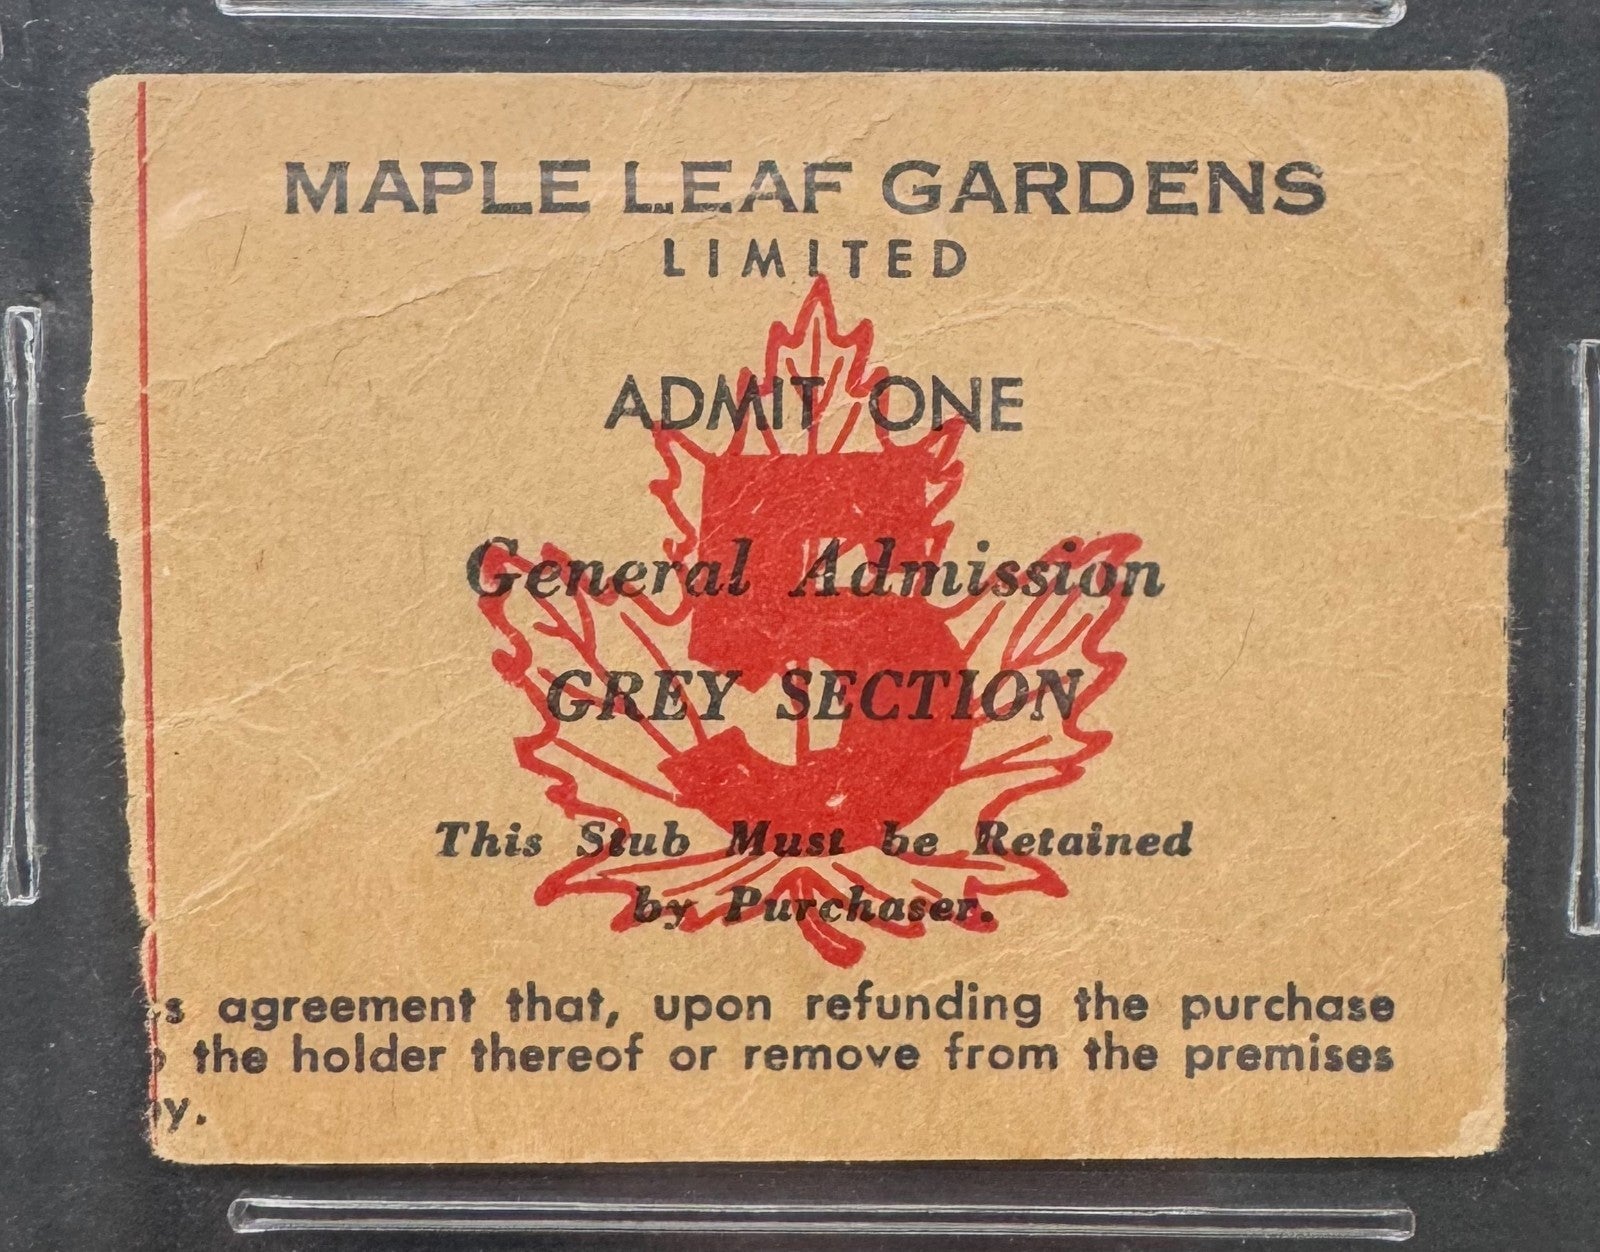 MAPLE LEAF GARDENS
LIMITED
ADMIT ONE
5
General Admission
GREY SECTION
This Stub Must be Retained
by Purchaser.
agreement that, upon refunding the purchase
the holder thereof or remove from the premises